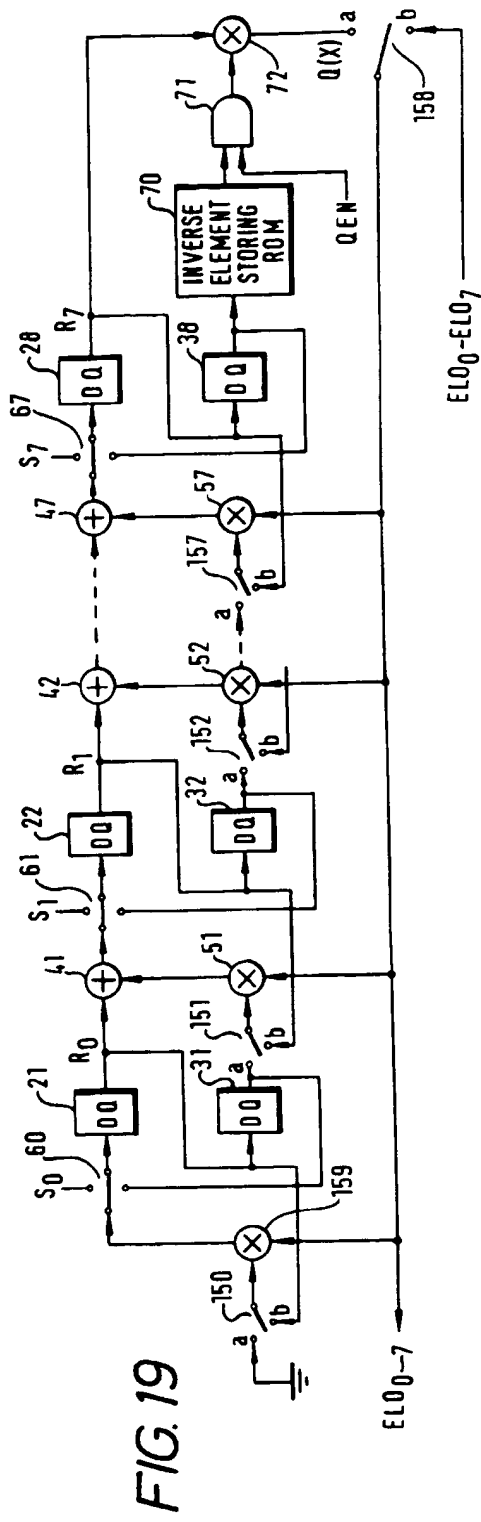 FIG. 19
S₀
60
21
D Q
R₀
41
S₁
61
22
D Q
R₁
42
47
S₇
67
28
D Q
R₇
150
a
b
159
31
D Q
151
a
b
51
32
D Q
152
a
b
52
157
a
b
57
38
D Q
70
INVERSE
ELEMENT
STORING
ROM
QEN
71
72
Q(X)
a
b
158
ELO₀-₇
ELO₀-ELO₇